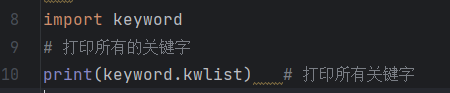 8 import keyword
9 # 打印所有的关键字
10 print(keyword.kwlist)   # 打印所有关键字